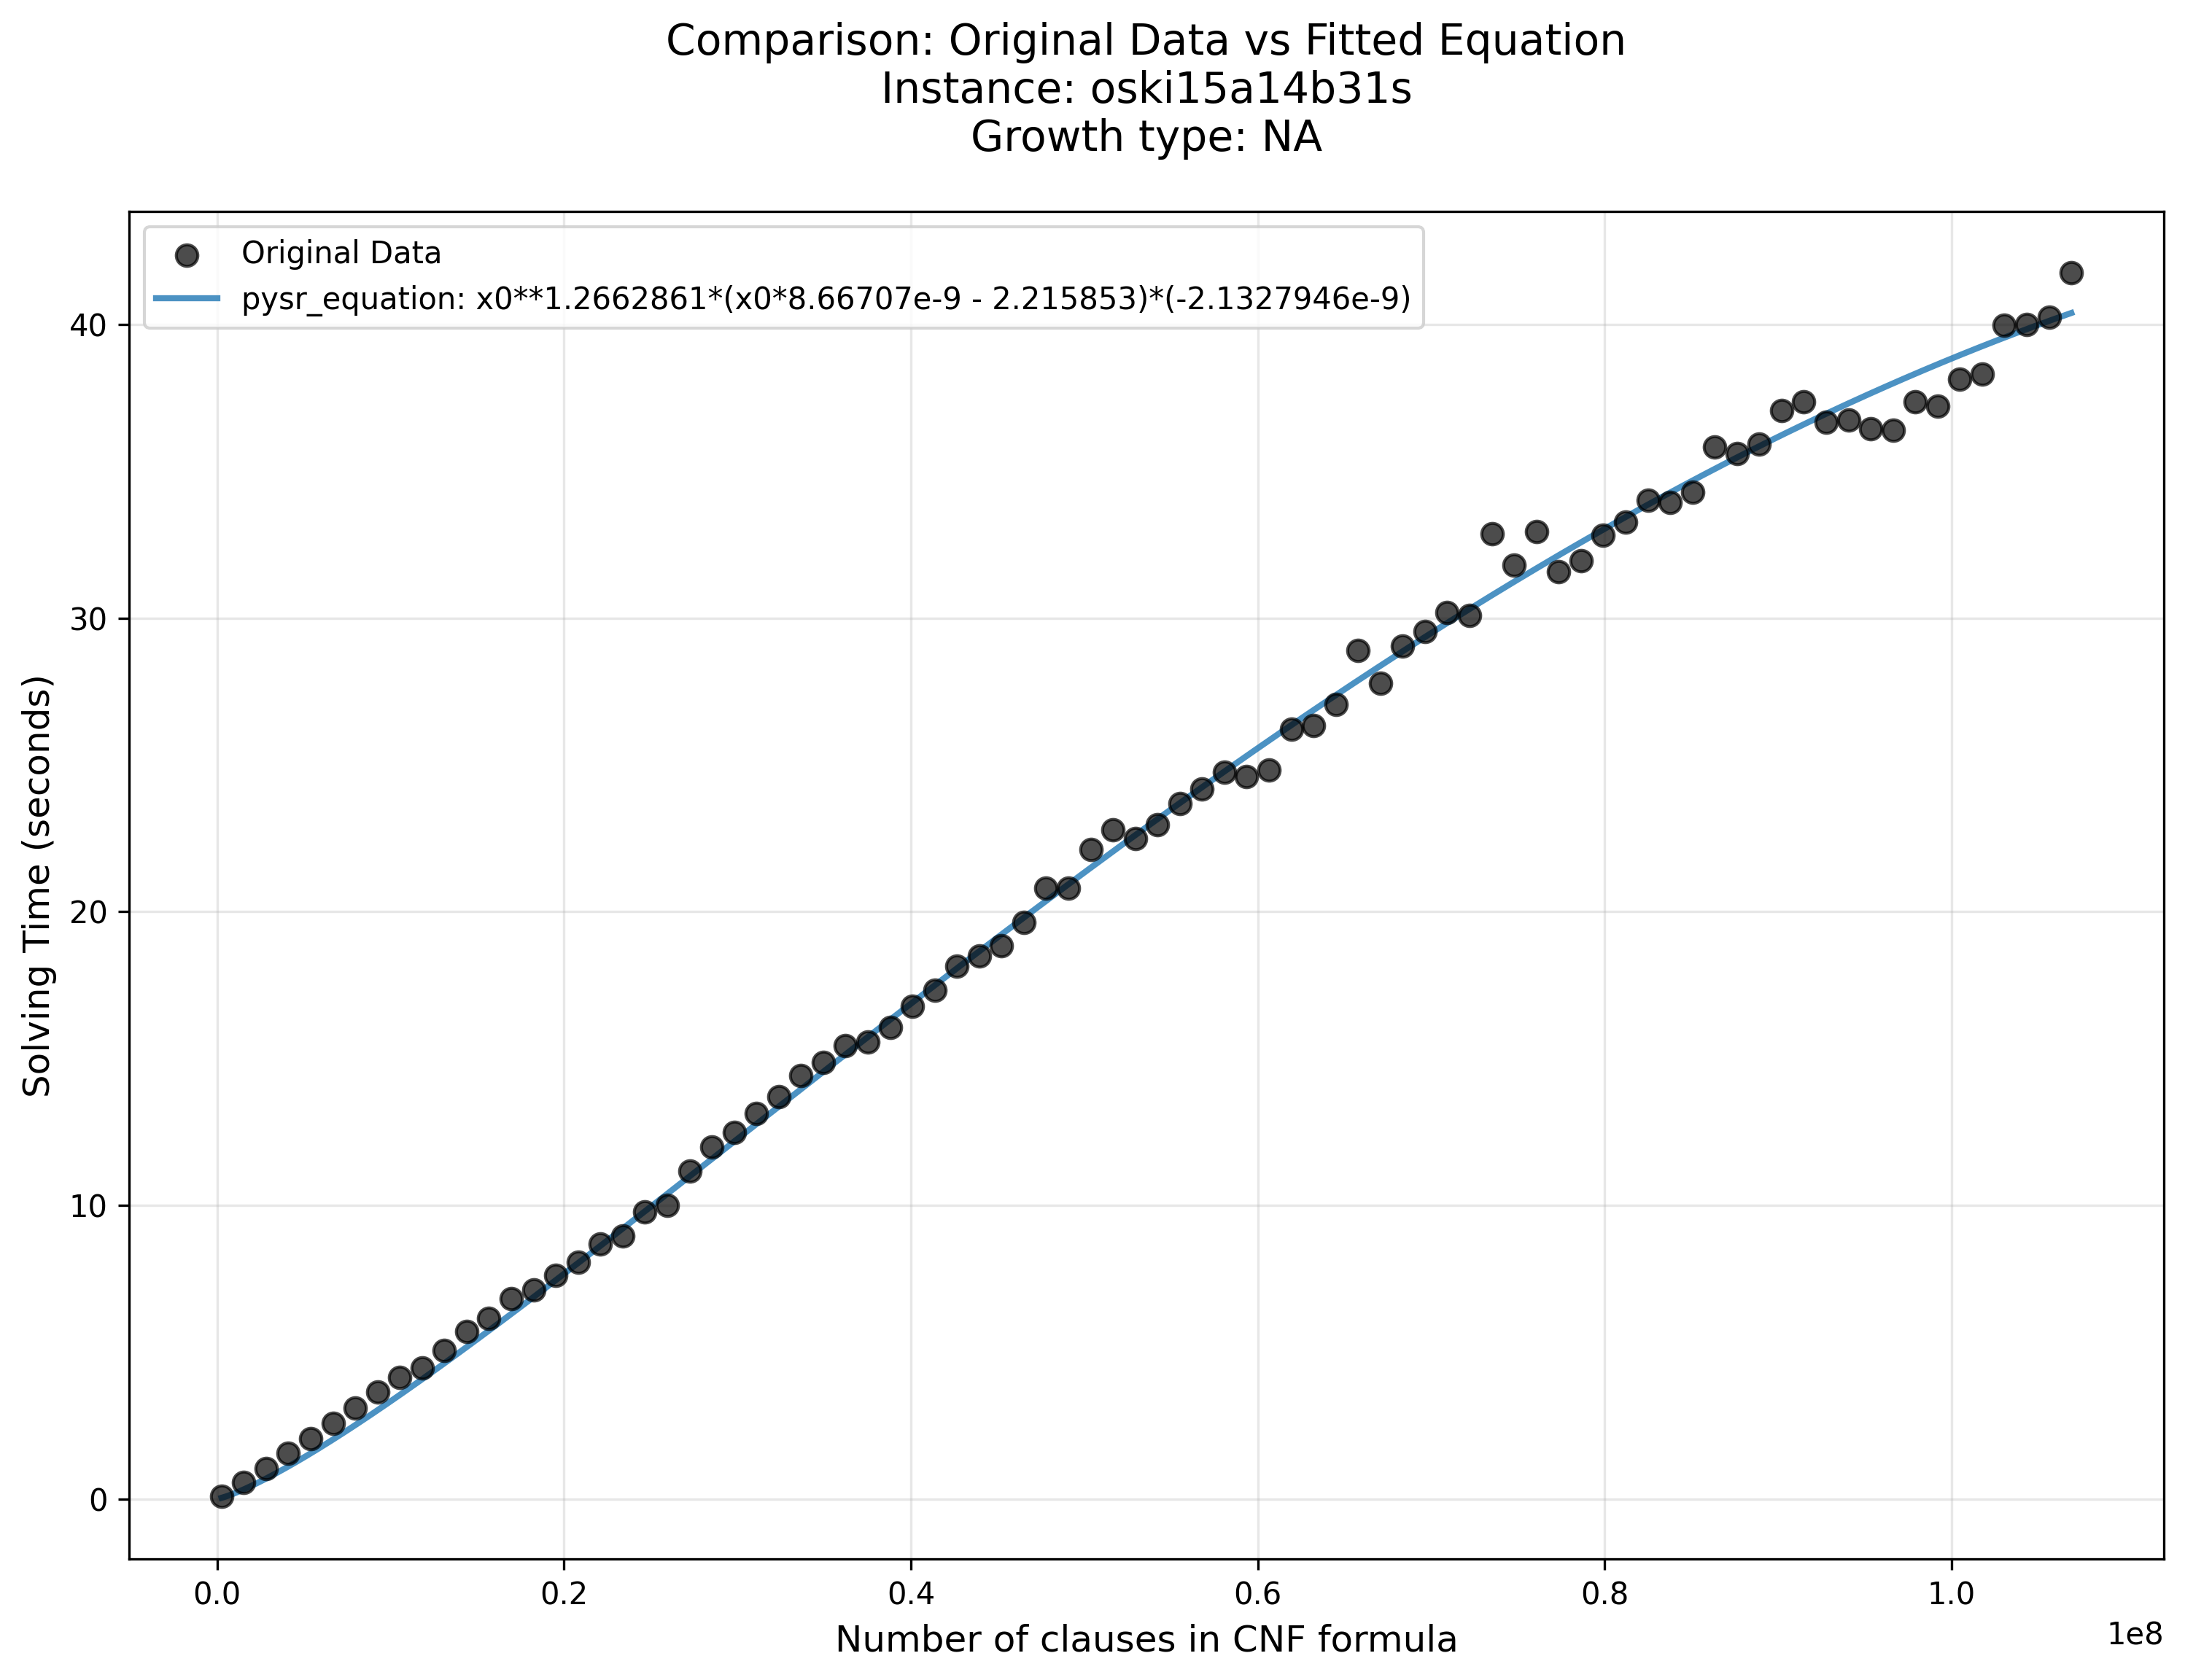 Comparison: Original Data vs Fitted Equation
Instance: oski15a14b31s
Growth type: NA
Original Data
pysr_equation: x0**1.2662861*(x0*8.66707e-9 - 2.215853)*(-2.1327946e-9)
Solving Time (seconds)
40
30
20
10
0
0.0 0.2 0.4 0.6 0.8 1.0
1e8
Number of clauses in CNF formula